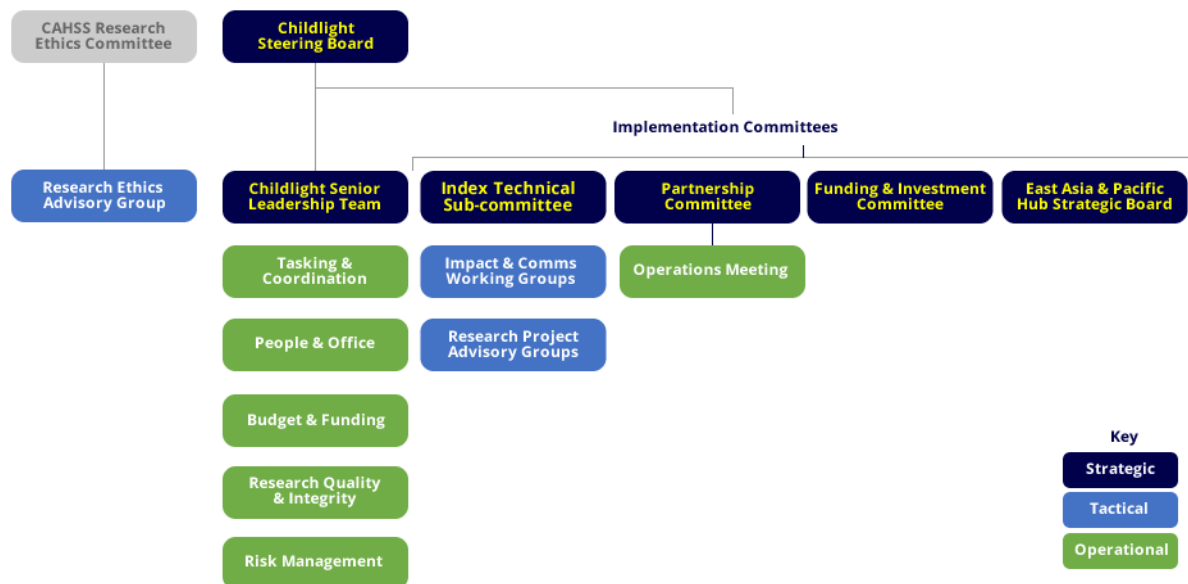 CAHSS Research
Ethics Committee
Childlight
Steering Board
Implementation Committees
Research Ethics
Advisory Group
Childlight Senior
Leadership Team
Index Technical
Sub-committee
Partnership
Committee
Funding & Investment
Committee
East Asia & Pacific
Hub Strategic Board
Tasking &
Coordination
Impact & Comms
Working Groups
Operations Meeting
People & Office
Research Project
Advisory Groups
Budget & Funding
Research Quality
& Integrity
Risk Management
Key
Strategic
Tactical
Operational